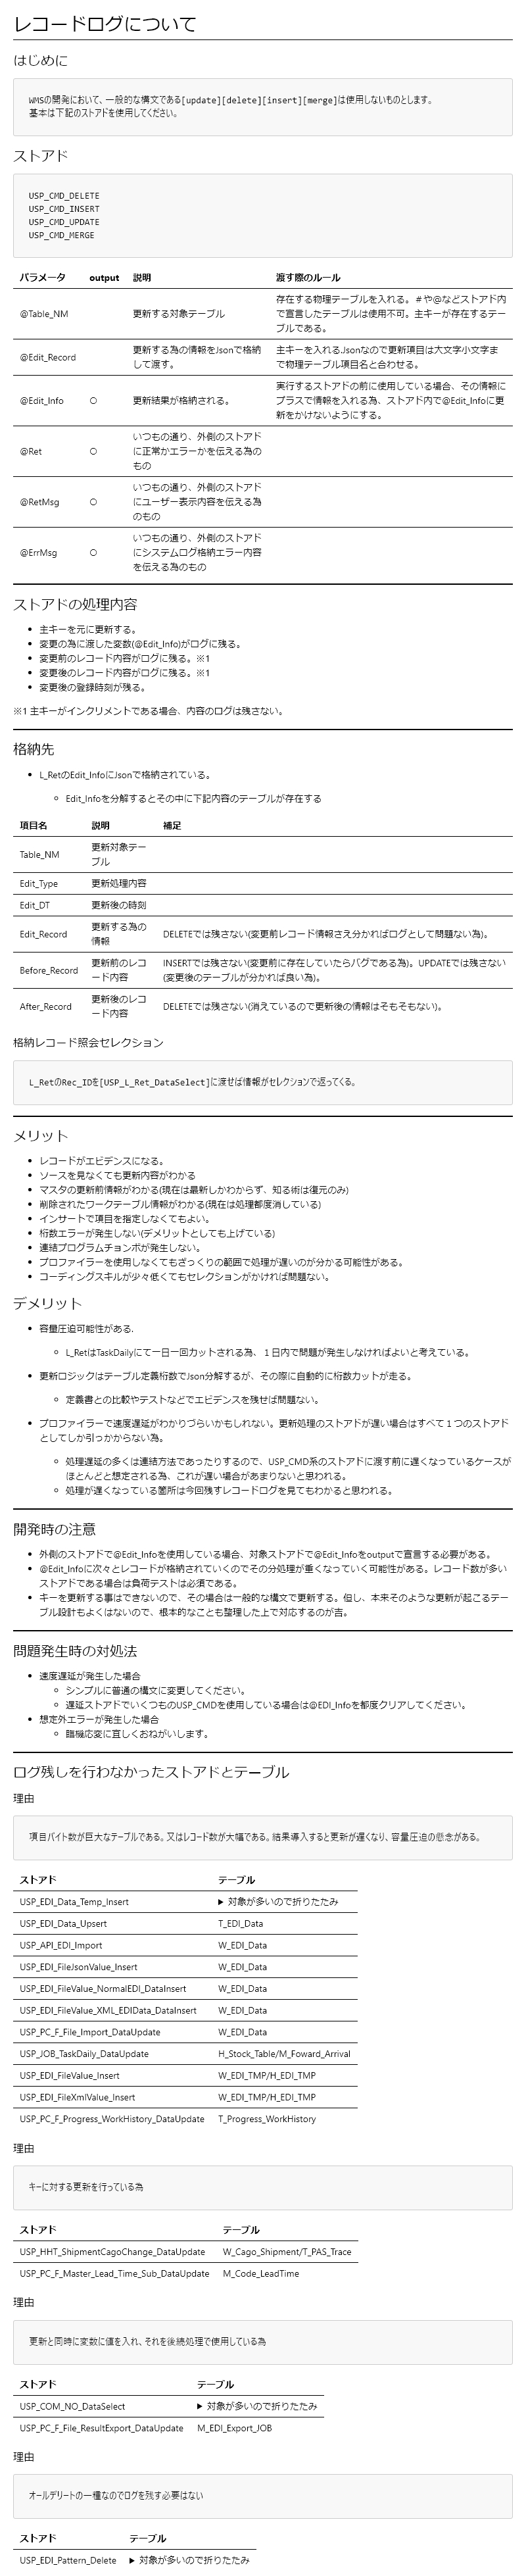 レコードログについて
はじめに
WMSの開発において、一般的な構文である[update][delete][insert][merge]は使用しないものとします。
基本は下記のストアドを使用してください。
ストアド
USP_CMD_DELETE
USP_CMD_INSERT
USP_CMD_UPDATE
USP_CMD_MERGE
パラメータ output 説明 渡す際のルール
@Table_NM 更新する対象テーブル 存在する物理テーブルを入れる。＃や@などストアド内
で宣言したテーブルは使用不可。主キーが存在するテー
ブルである。
@Edit_Record 更新する為の情報をJsonで格納
して渡す。 主キーを入れるJsonなので更新項目は大文字小文字ま
で物理テーブル項目名と合わせる。
@Edit_Info 〇 更新結果が格納される。 実行するストアドの前に使用している場合、その情報に
プラスで情報を入れる為、ストアド内で@Edit_Infoに更
新をかけないようにする。
@Ret 〇 いつもの通り、外側のストアド
に正常かエラーかを伝える為の
もの
@RetMsg 〇 いつもの通り、外側のストアド
にユーザー表示内容を伝える為
のもの
@ErrMsg 〇 いつもの通り、外側のストアド
にシステムログ格納エラー内容
を伝える為のもの
ストアドの処理内容
• 主キーを元に更新する。
• 変更の為に渡した変数(@Edit_Info)がログに残る。
• 変更前のレコード内容がログに残る。※1
• 変更後のレコード内容がログに残る。※1
• 変更後の登録時刻が残る。
※1 主キーがインクリメントである場合、内容のログは残さない。
格納先
• L_RetのEdit_InfoにJsonで格納されている。
◦ Edit_Infoを分解するとその中に下記内容のテーブルが存在する
項目名 説明 補足
Table_NM 更新対象テー
ブル
Edit_Type 更新処理内容
Edit_DT 更新後の時刻
Edit_Record 更新する為の
情報 DELETEでは残さない(変更前レコード情報さえ分かればログとして問題ない為)。
Before_Record 更新前のレコ
ード内容 INSERTでは残さない(変更前に存在していたらバグである為)。UPDATEでは残さない
(変更後のテーブルが分かれば良い為)。
After_Record 更新後のレコ
ード内容 DELETEでは残さない(消えているので更新後の情報はそもそもない)。
格納レコード照会セレクション
L_RetのRec_IDを[USP_L_Ret_DataSelect]に渡せば情報がセレクションで返ってくる。
メリット
• レコードがエビデンスになる。
• ソースを見なくても更新内容がわかる
• マスタの更新前情報がわかる(現在は最新しかわからず、知る術は復元のみ)
• 削除されたワークテーブル情報がわかる(現在は処理都度消している)
• インサートで項目を指定しなくてもよい。
• 桁数エラーが発生しない(デメリットとしても上げている)
• 連結プログラムチョンボが発生しない。
• プロファイラーを使用しなくてもざっくりの範囲で処理が遅いのが分かる可能性がある。
• コーディングスキルが少々低くてもセレクションがかければ問題ない。
デメリット
• 容量圧迫可能性がある.
◦ L_RetはTaskDailyにて一日一回カットされる為、１日内で問題が発生しなければよいと考えている。
• 更新ロジックはテーブル定義桁数でJson分解するが、その際に自動的に桁数カットが走る。
◦ 定義書との比較やテストなどでエビデンスを残せば問題ない。
• プロファイラーで速度遅延がわかりづらいかもしれない。更新処理のストアドが遅い場合はすべて１つのストアド
としてしか引っかからない為。
◦ 処理遅延の多くは連結方法であったりするので、USP_CMD系のストアドに渡す前に遅くなっているケースが
ほとんどと想定される為、これが遅い場合があまりないと思われる。
◦ 処理が遅くなっている箇所は今回残すレコードログを見てもわかると思われる。
開発時の注意
• 外側のストアドで@Edit_Infoを使用している場合、対象ストアドで@Edit_Infoをoutputで宣言する必要がある。
• @Edit_Infoに次々とレコードが格納されていくのでその分処理が重くなっていく可能性がある。レコード数が多い
ストアドである場合は負荷テストは必須である。
• キーを更新する事はできないので、その場合は一般的な構文で更新する。但し、本来そのような更新が起こるテー
ブル設計もよくはないので、根本的なことも整理した上で対応するのが吉。
問題発生時の対処法
• 速度遅延が発生した場合
◦ シンプルに普通の構文に変更してください。
◦ 遅延ストアドでいくつものUSP_CMDを使用している場合は@EDI_Infoを都度クリアしてください。
• 想定外エラーが発生した場合
◦ 臨機応変に宜しくおねがいします。
ログ残しを行わなかったストアドとテーブル
理由
項目バイト数が巨大なテーブルである。又はレコード数が大幅である。結果導入すると更新が遅くなり、容量圧迫の懸念がある。
ストアド テーブル
USP_EDI_Data_Temp_Insert ▶ 対象が多いので折りたたみ
USP_EDI_Data_Upsert T_EDI_Data
USP_API_EDI_Import W_EDI_Data
USP_EDI_FileJsonValue_Insert W_EDI_Data
USP_EDI_FileValue_NormalEDI_DataInsert W_EDI_Data
USP_EDI_FileValue_XML_EDIData_DataInsert W_EDI_Data
USP_PC_F_File_Import_DataUpdate W_EDI_Data
USP_JOB_TaskDaily_DataUpdate H_Stock_Table/M_Foward_Arrival
USP_EDI_FileValue_Insert W_EDI_TMP/H_EDI_TMP
USP_EDI_FileXmlValue_Insert W_EDI_TMP/H_EDI_TMP
USP_PC_F_Progress_WorkHistory_DataUpdate T_Progress_WorkHistory
理由
キーに対する更新を行っている為
ストアド テーブル
USP_HHT_ShipmentCagoChange_DataUpdate W_Cago_Shipment/T_PAS_Trace
USP_PC_F_Master_Lead_Time_Sub_DataUpdate M_Code_LeadTime
理由
更新と同時に変数に値を入れ、それを後続処理で使用している為
ストアド テーブル
USP_COM_NO_DataSelect ▶ 対象が多いので折りたたみ
USP_PC_F_File_ResultExport_DataUpdate M_EDI_Export_JOB
理由
オールデリートの一種なのでログを残す必要はない
ストアド テーブル
USP_EDI_Pattern_Delete ▶ 対象が多いので折りたたみ